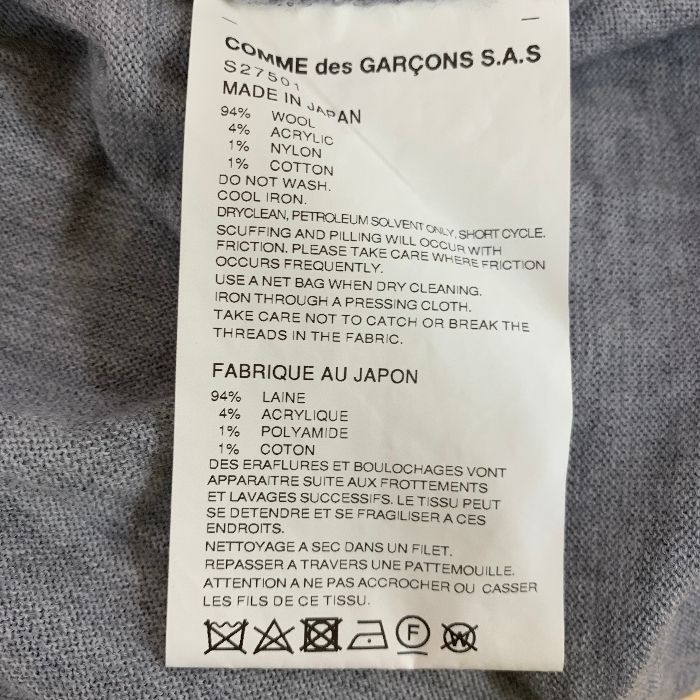 COMME des GARÇONS S.A.S
S27501
MADE IN JAPAN
94% WOOL
4% ACRYLIC
1% NYLON
1% COTTON
DO NOT WASH.
COOL IRON.
DRYCLEAN, PETROLEUM SOLVENT ONLY. SHORT CYCLE.
SCUFFING AND PILLING WILL OCCUR WITH
FRICTION. PLEASE TAKE CARE WHERE FRICTION
OCCURS FREQUENTLY.
USE A NET BAG WHEN DRY CLEANING.
IRON THROUGH A PRESSING CLOTH.
TAKE CARE NOT TO CATCH OR BREAK THE
THREADS IN THE FABRIC.
FABRIQUE AU JAPON
94% LAINE
4% ACRYLIQUE
1% POLYAMIDE
1% COTON
DES ERAFLURES ET BOULOCHAGES VONT
APPARAITRE SUITE AUX FROTTEMENTS
ET LAVAGES SUCCESSIFS. LE TISSU PEUT
SE DETENDRE ET SE FRAGILISER A CES
ENDROITS.
NETTOYAGE A SEC DANS UN FILET.
REPASSER A TRAVERS UNE PATTEMOUILLE.
ATTENTION A NE PAS ACCROCHER OU CASSER
LES FILS DE CE TISSU.
F W